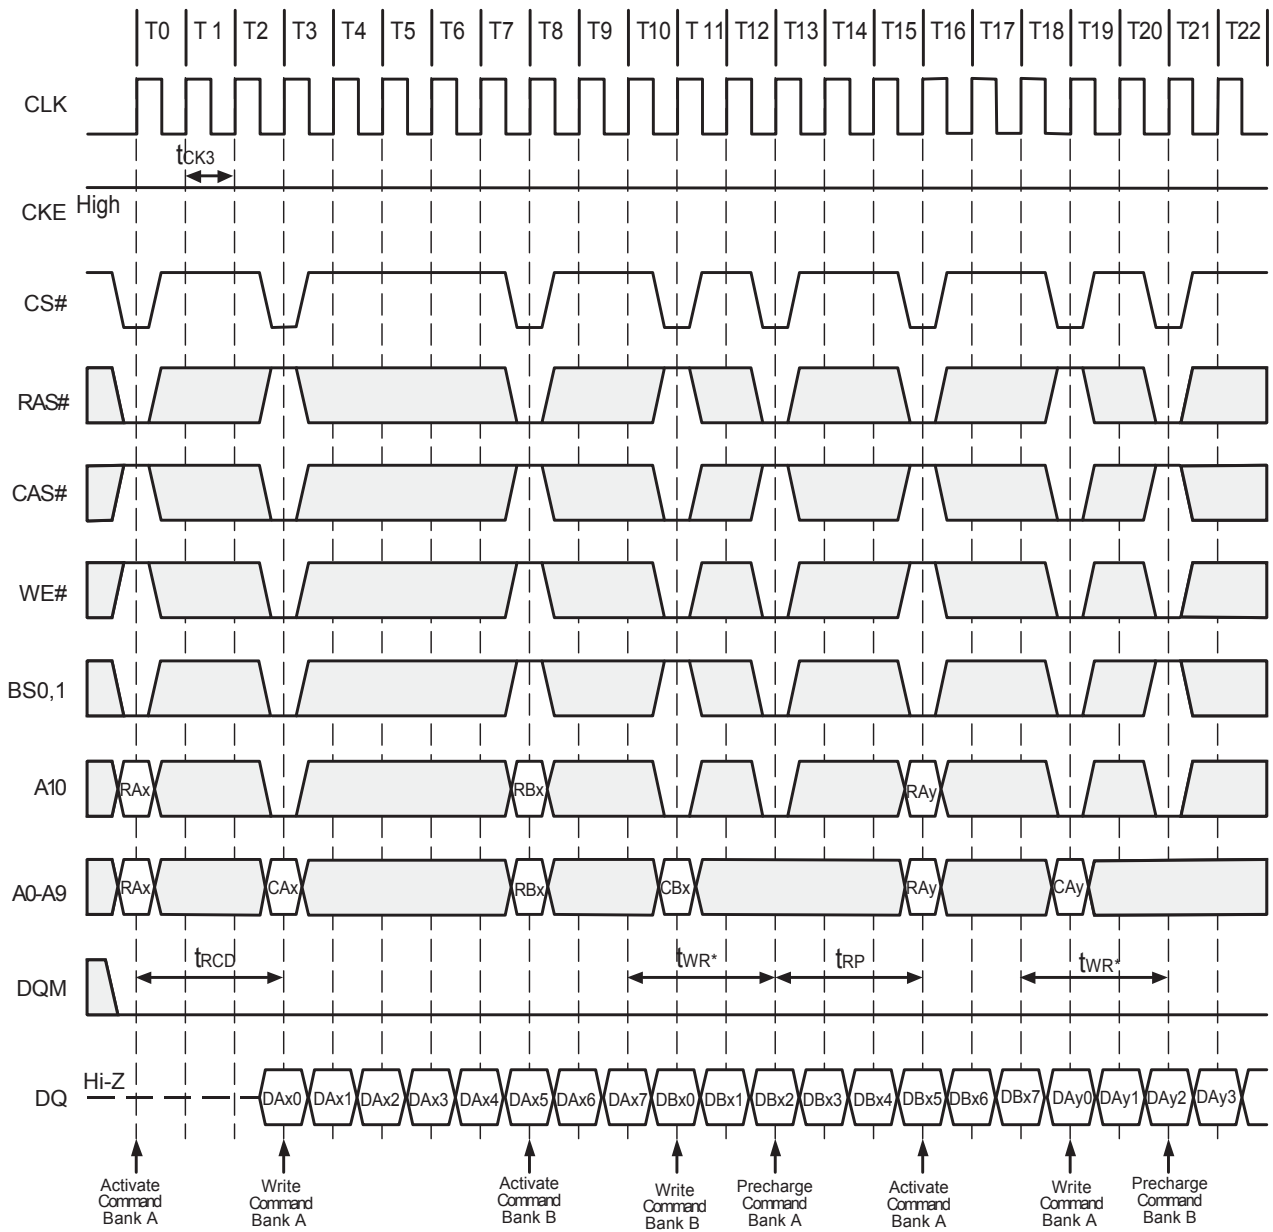 T0 T 1 T2 T3 T4 T5 T6 T7 T8 T9 T10 T 11 T12 T13 T14 T15 T16 T17 T18 T19 T20 T21 T22
CLK
tCK3
CKE High
CS#
RAS#
CAS#
WE#
BS0,1
A10 RAx RBx RAy
A0-A9 RAx CAx RBx CBx RAy CAy
DQM tRCD tWR* tRP tWR*
Hi-Z
DQ DAx0 DAx1 DAx2 DAx3 DAx4 DAx5 DAx6 DAx7 DBx0 DBx1 DBx2 DBx3 DBx4 DBx5 DBx6 DBx7 DAy0 DAy1 DAy2 DAy3
Activate
Command
Bank A
Write
Command
Bank A
Activate
Command
Bank B
Write
Command
Bank B
Precharge
Command
Bank A
Activate
Command
Bank A
Write
Command
Bank A
Precharge
Command
Bank B